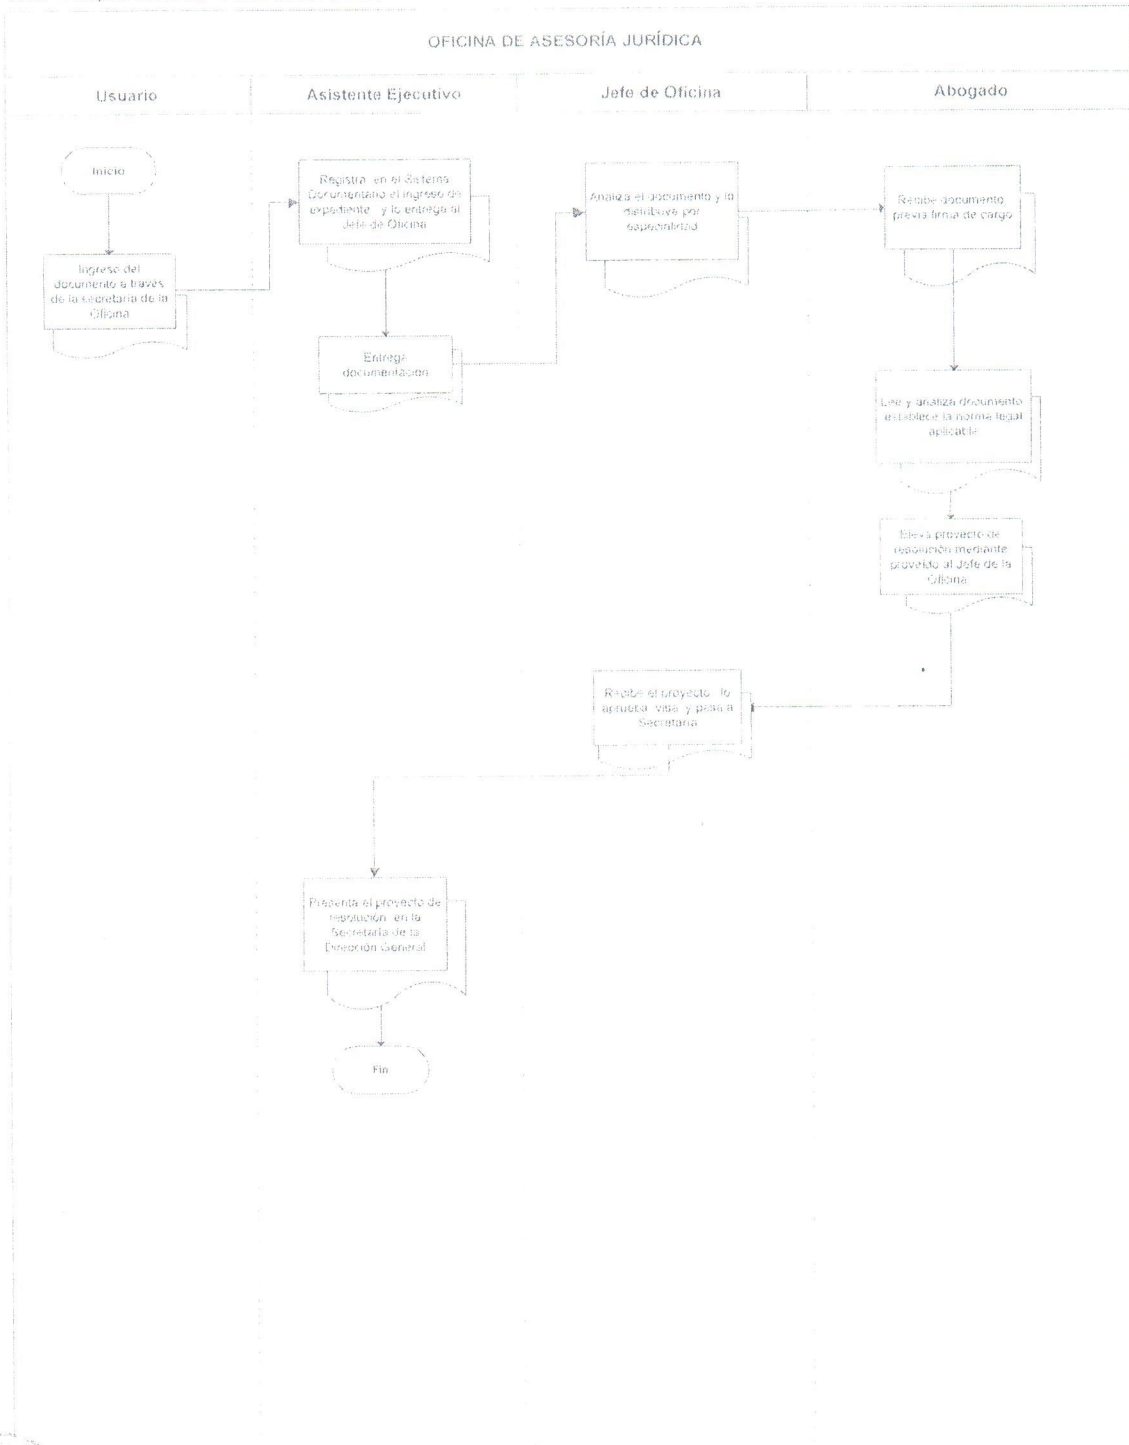 OFICINA DE ASESORÍA JURÍDICA
Usuario
Asistente Ejecutivo
Jefe de Oficina
Abogado
Inicio
Ingreso del
documento a través
de la secretaria de la
Oficina
Registra en el Sistema
Documentario el ingreso de
expediente y lo entrega al
Jefe de Oficina
Entrega
documentación
Analiza el documento y lo
distribuye por
especialidad
Recibe documento
previa firma de cargo
Lee y analiza documento
establece la norma legal
aplicable
Eleva proyecto de
resolución mediante
proveído al Jefe de la
Oficina
Recibe el proyecto lo
aprueba visa y pasa a
Secretaria
Presenta el proyecto de
resolución en la
Secretaría de la
Dirección General
Fin